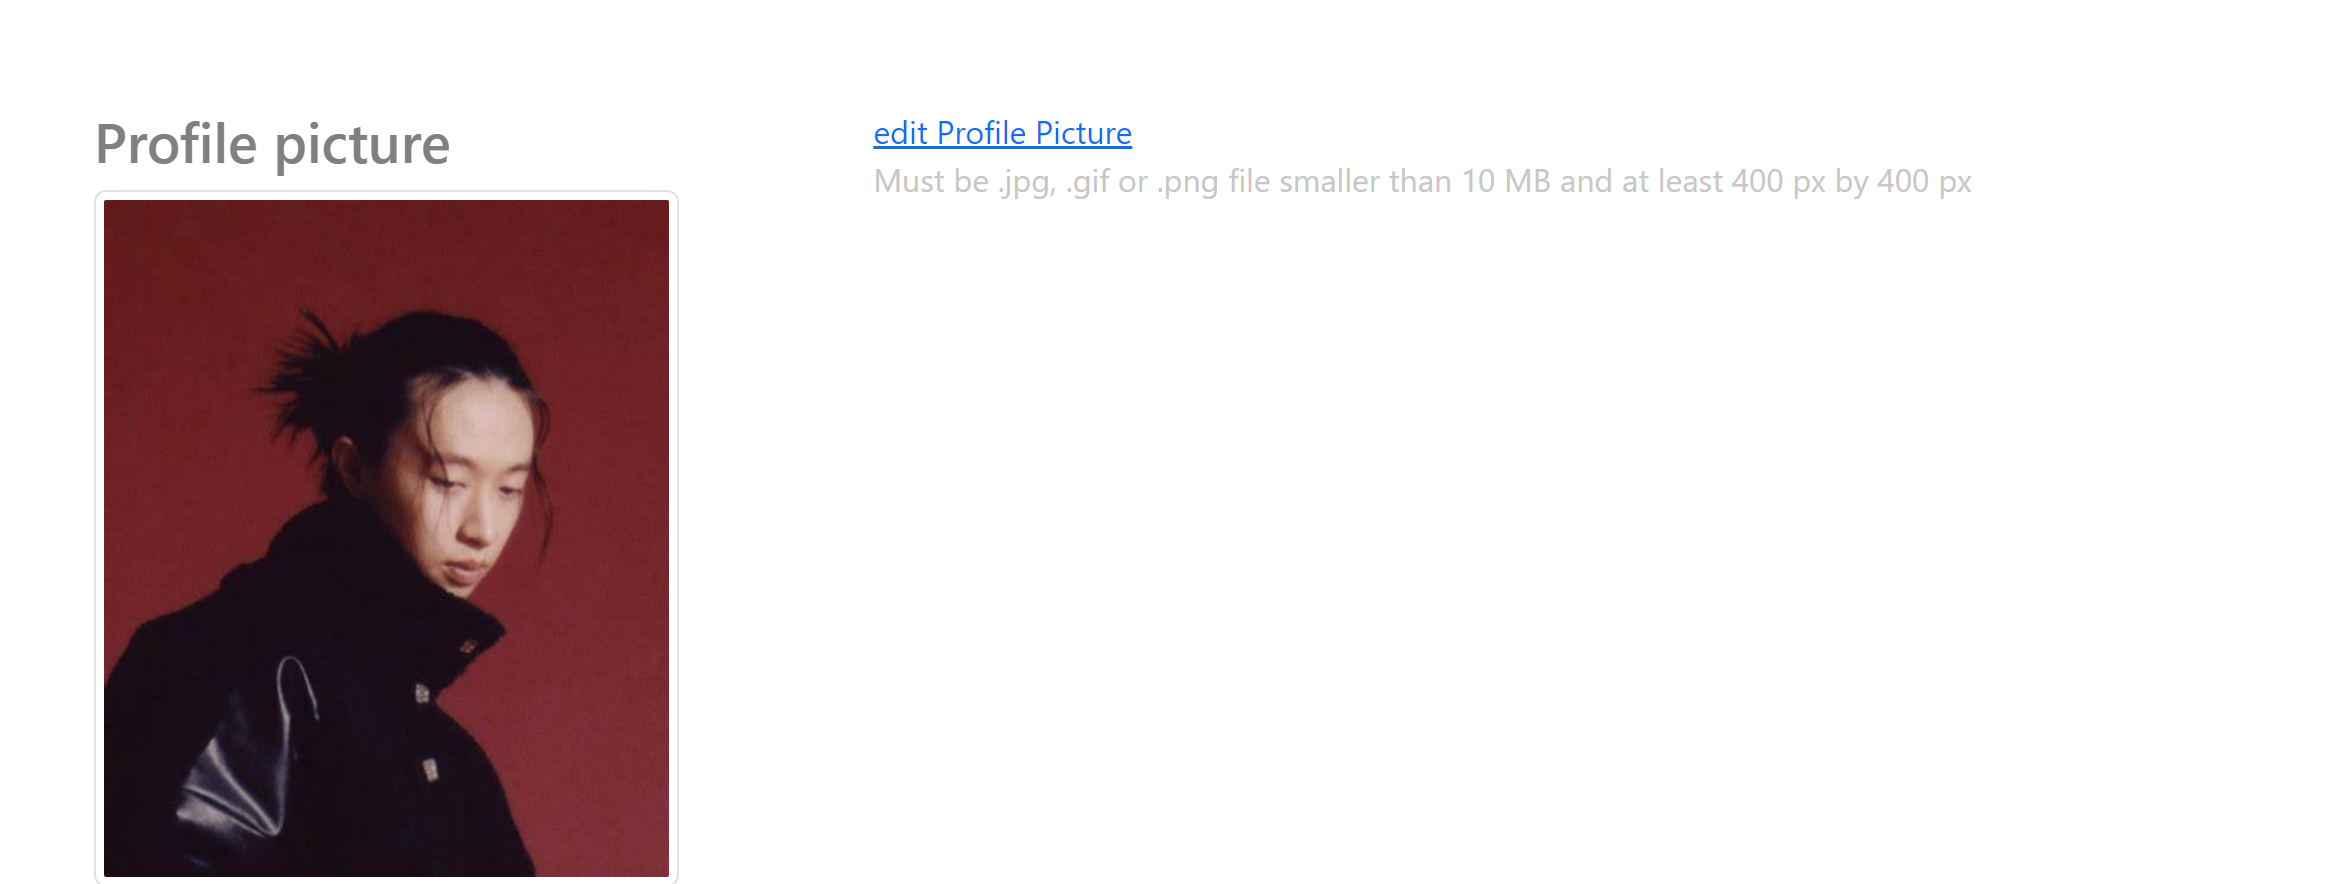 Profile picture
edit Profile Picture
Must be .jpg, .gif or .png file smaller than 10 MB and at least 400 px by 400 px